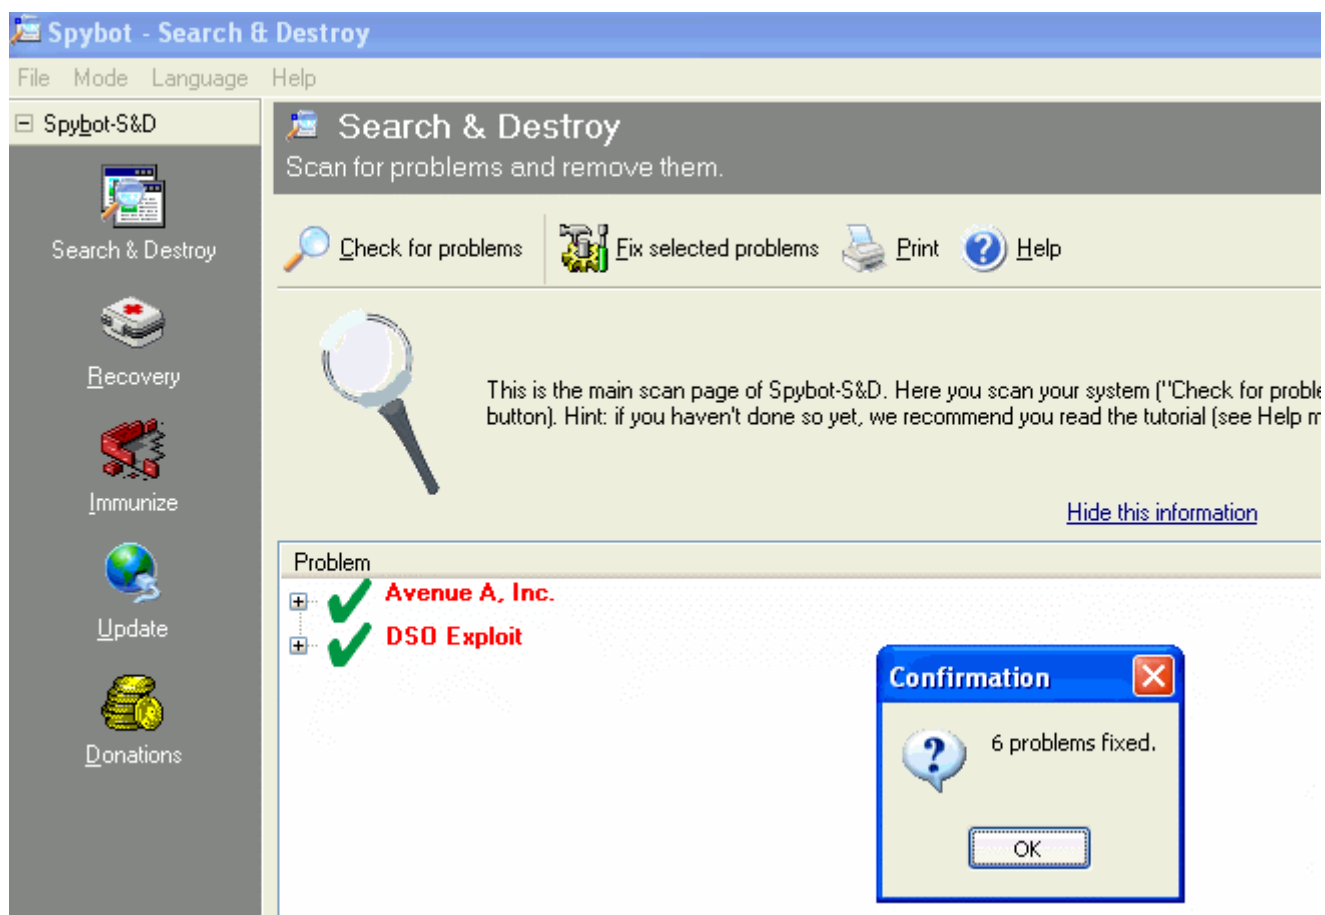 Spybot - Search & Destroy
File Mode Language Help
Spybot-S&D
Search & Destroy
Scan for problems and remove them.
Search & Destroy
Check for problems
Fix selected problems
Print
Help
Recovery
This is the main scan page of Spybot-S&D. Here you scan your system ("Check for proble
button). Hint: if you haven't done so yet, we recommend you read the tutorial (see Help m
Immunize
Hide this information
Problem
Avenue A, Inc.
Update
DSO Exploit
Confirmation
6 problems fixed.
Donations
OK